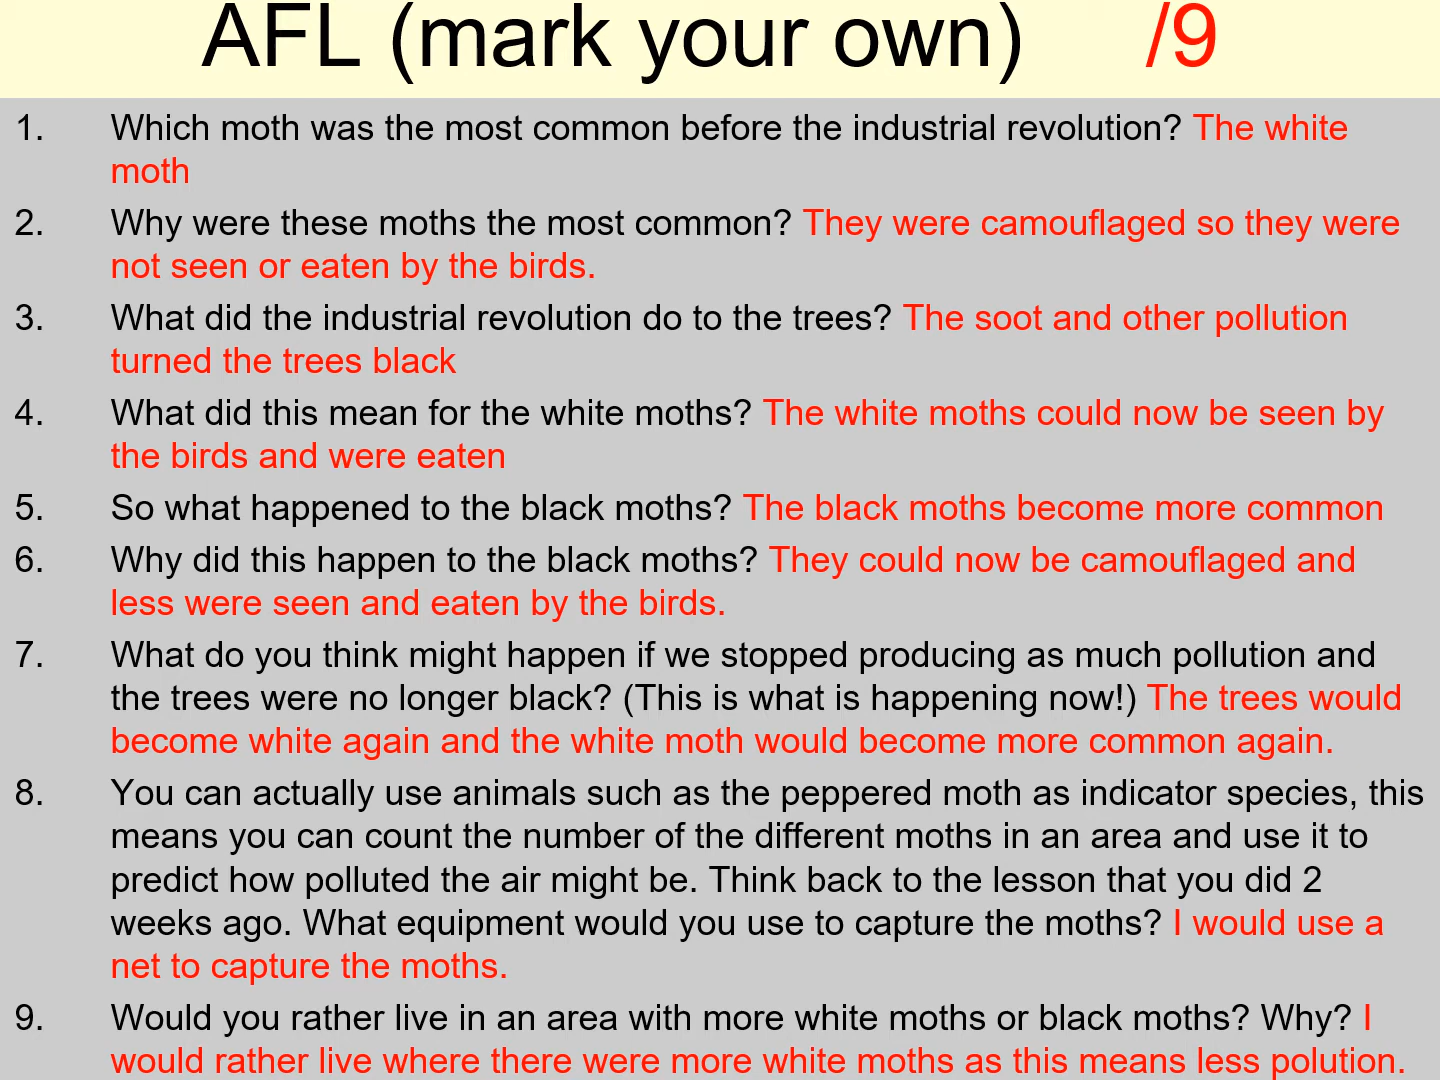 AFL (mark your own) /9
1. Which moth was the most common before the industrial revolution? The white
moth
2. Why were these moths the most common? They were camouflaged so they were
not seen or eaten by the birds.
3. What did the industrial revolution do to the trees? The soot and other pollution
turned the trees black
4. What did this mean for the white moths? The white moths could now be seen by
the birds and were eaten
5. So what happened to the black moths? The black moths become more common
6. Why did this happen to the black moths? They could now be camouflaged and
less were seen and eaten by the birds.
7. What do you think might happen if we stopped producing as much pollution and
the trees were no longer black? (This is what is happening now!) The trees would
become white again and the white moth would become more common again.
8. You can actually use animals such as the peppered moth as indicator species, this
means you can count the number of the different moths in an area and use it to
predict how polluted the air might be. Think back to the lesson that you did 2
weeks ago. What equipment would you use to capture the moths? I would use a
net to capture the moths.
9. Would you rather live in an area with more white moths or black moths? Why? I
would rather live where there were more white moths as this means less polution.